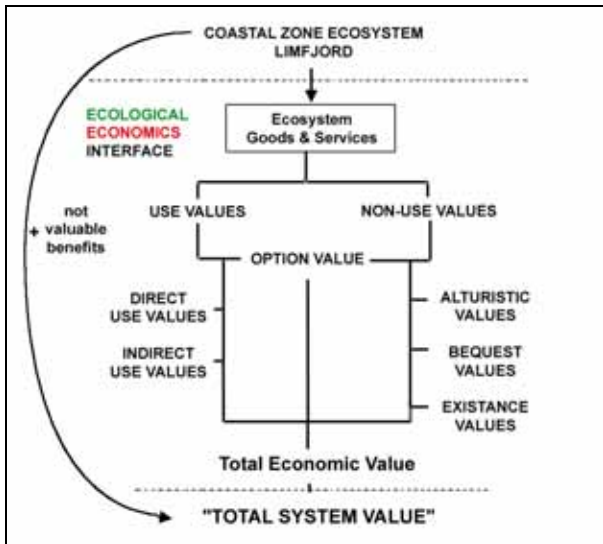 COASTAL ZONE ECOSYSTEM
LIMFJORD
ECOLOGICAL
ECONOMICS
INTERFACE
Ecosystem
Goods & Services
+ not
valuable
benefits
USE VALUES
NON-USE VALUES
OPTION VALUE
DIRECT
USE VALUES
ALTURISTIC
VALUES
INDIRECT
USE VALUES
BEQUEST
VALUES
EXISTANCE
VALUES
Total Economic Value
"TOTAL SYSTEM VALUE"